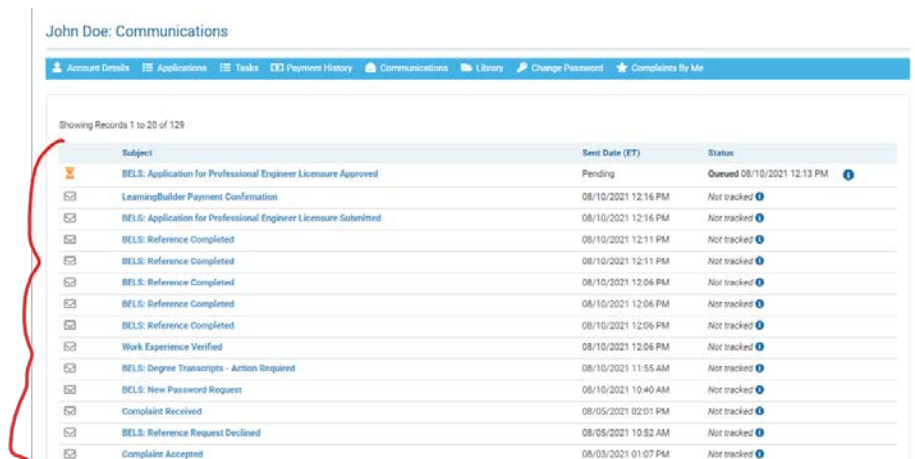 John Doe: Communications
Account Details Applications Tasks Payment History Communications Library Change Password Complaints By Me
Showing Records 1 to 20 of 129
Subject Sent Date (ET) Status
BELS: Application for Professional Engineer Licensure Approved Pending Queued 08/10/2021 12:13 PM
LearningBuilder Payment Confirmation 08/10/2021 12:16 PM Not tracked
BELS: Application for Professional Engineer Licensure Submitted 08/10/2021 12:16 PM Not tracked
BELS: Reference Completed 08/10/2021 12:11 PM Not tracked
BELS: Reference Completed 08/10/2021 12:11 PM Not tracked
BELS: Reference Completed 08/10/2021 12:06 PM Not tracked
BELS: Reference Completed 08/10/2021 12:06 PM Not tracked
BELS: Reference Completed 08/10/2021 12:06 PM Not tracked
Work Experience Verified 08/10/2021 12:06 PM Not tracked
BELS: Degree Transcripts - Action Required 08/10/2021 11:55 AM Not tracked
BELS: New Password Request 08/10/2021 10:40 AM Not tracked
Complaint Received 08/05/2021 02:01 PM Not tracked
BELS: Reference Request Declined 08/05/2021 10:52 AM Not tracked
Complaint Accepted 08/03/2021 01:07 PM Not tracked